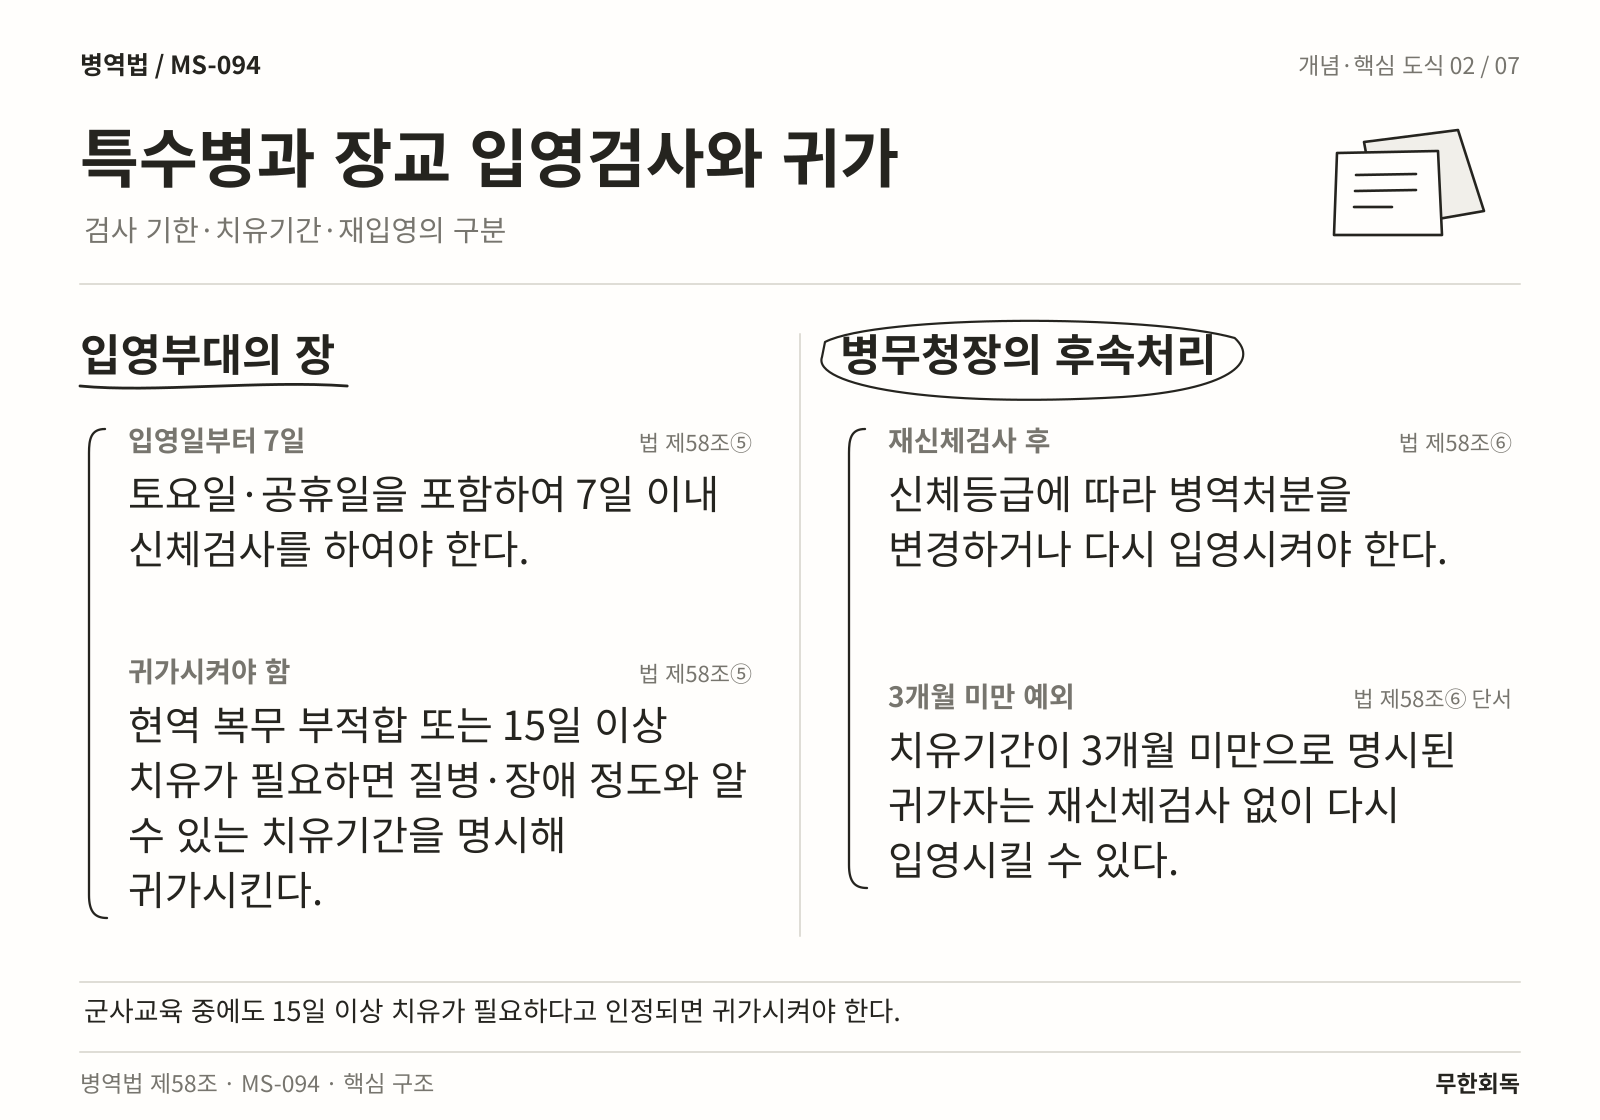 병역법 / MS-094
개념·핵심 도식 02 / 07
특수병과 장교 입영검사와 귀가
검사 기한·치유기간·재입영의 구분
입영부대의 장
입영일부터 7일
법 제58조⑤
토요일·공휴일을 포함하여 7일 이내
신체검사를 하여야 한다.
귀가시켜야 함
법 제58조⑤
현역 복무 부적합 또는 15일 이상
치유가 필요하면 질병·장애 정도와 알
수 있는 치유기간을 명시해
귀가시킨다.
병무청장의 후속처리
재신체검사 후
법 제58조⑥
신체등급에 따라 병역처분을
변경하거나 다시 입영시켜야 한다.
3개월 미만 예외
법 제58조⑥ 단서
치유기간이 3개월 미만으로 명시된
귀가자는 재신체검사 없이 다시
입영시킬 수 있다.
군사교육 중에도 15일 이상 치유가 필요하다고 인정되면 귀가시켜야 한다.
병역법 제58조 · MS-094 · 핵심 구조
무한회독